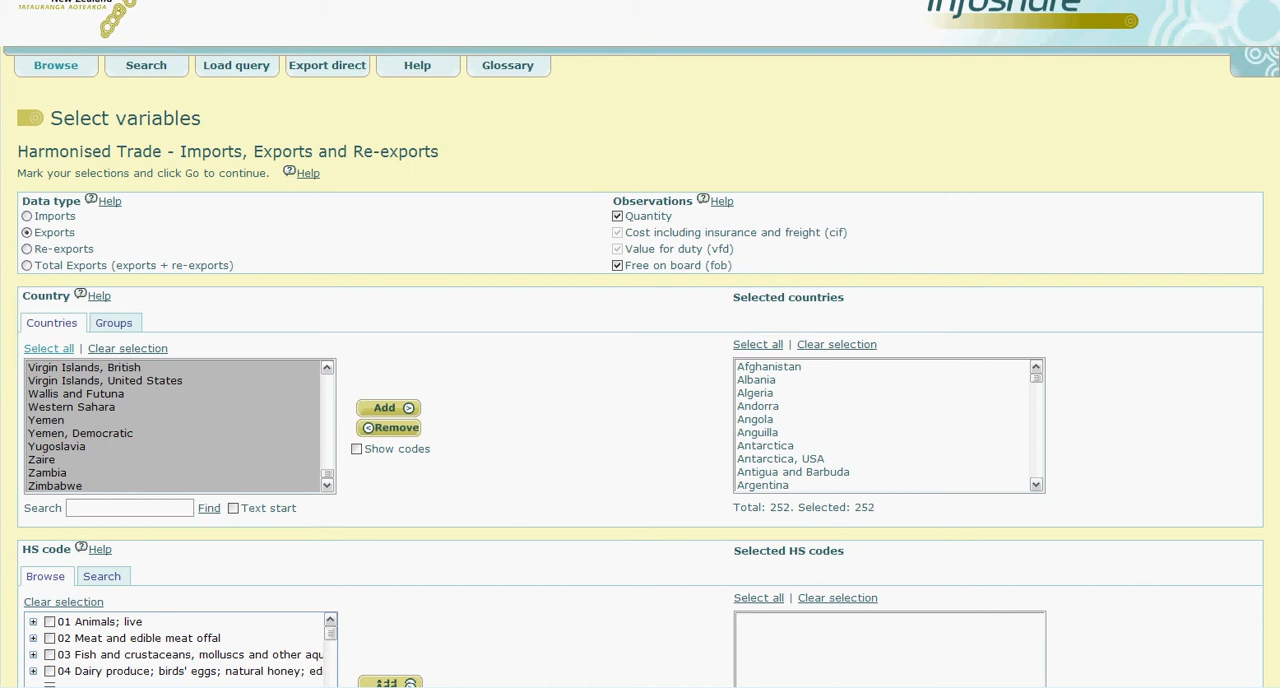 New Zealand
TATAURANGA AOTEAROA
infoshare
Browse
Search
Load query
Export direct
Help
Glossary
Select variables
Harmonised Trade - Imports, Exports and Re-exports
Mark your selections and click Go to continue. Help
Data type Help
Imports
Exports
Re-exports
Total Exports (exports + re-exports)
Observations Help
Quantity
Cost including insurance and freight (cif)
Value for duty (vfd)
Free on board (fob)
Country Help
Countries
Groups
Select all | Clear selection
Virgin Islands, British
Virgin Islands, United States
Wallis and Futuna
Western Sahara
Yemen
Yemen, Democratic
Yugoslavia
Zaire
Zambia
Zimbabwe
Search Find Text start
Add
Remove
Show codes
Selected countries
Select all | Clear selection
Afghanistan
Albania
Algeria
Andorra
Angola
Anguilla
Antarctica
Antarctica, USA
Antigua and Barbuda
Argentina
Total: 252. Selected: 252
HS code Help
Browse
Search
Clear selection
01 Animals; live
02 Meat and edible meat offal
03 Fish and crustaceans, molluscs and other aqu
04 Dairy produce; birds' eggs; natural honey; ed
Add
Selected HS codes
Select all | Clear selection